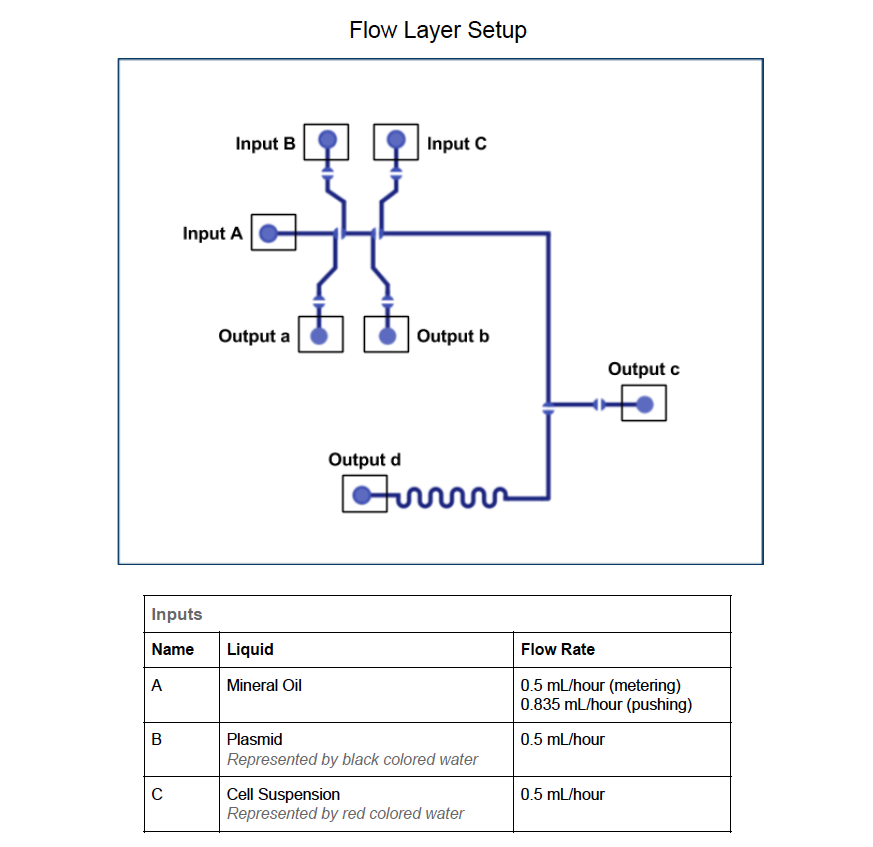 Flow Layer Setup
Input B
Input C
Input A
Output a
Output b
Output c
Output d
Inputs
Name Liquid Flow Rate
A Mineral Oil 0.5 mL/hour (metering)
0.835 mL/hour (pushing)
B Plasmid 0.5 mL/hour
Represented by black colored water
C Cell Suspension 0.5 mL/hour
Represented by red colored water